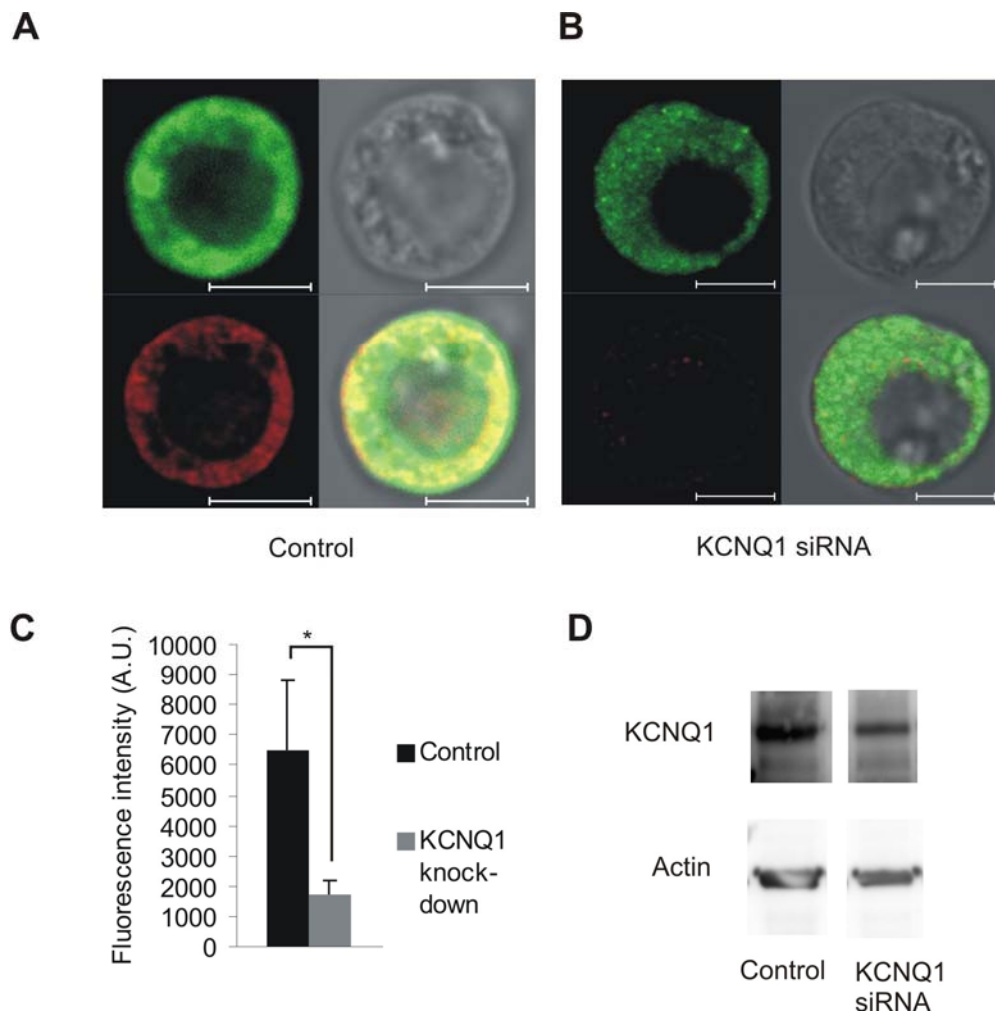 A
B
Control
KCNQ1 siRNA
C
Fluorescence intensity (A.U.)
10000
9000
8000
7000
6000
5000
4000
3000
2000
1000
0
*
Control
KCNQ1
knock-
down
D
KCNQ1
Actin
Control
KCNQ1
siRNA